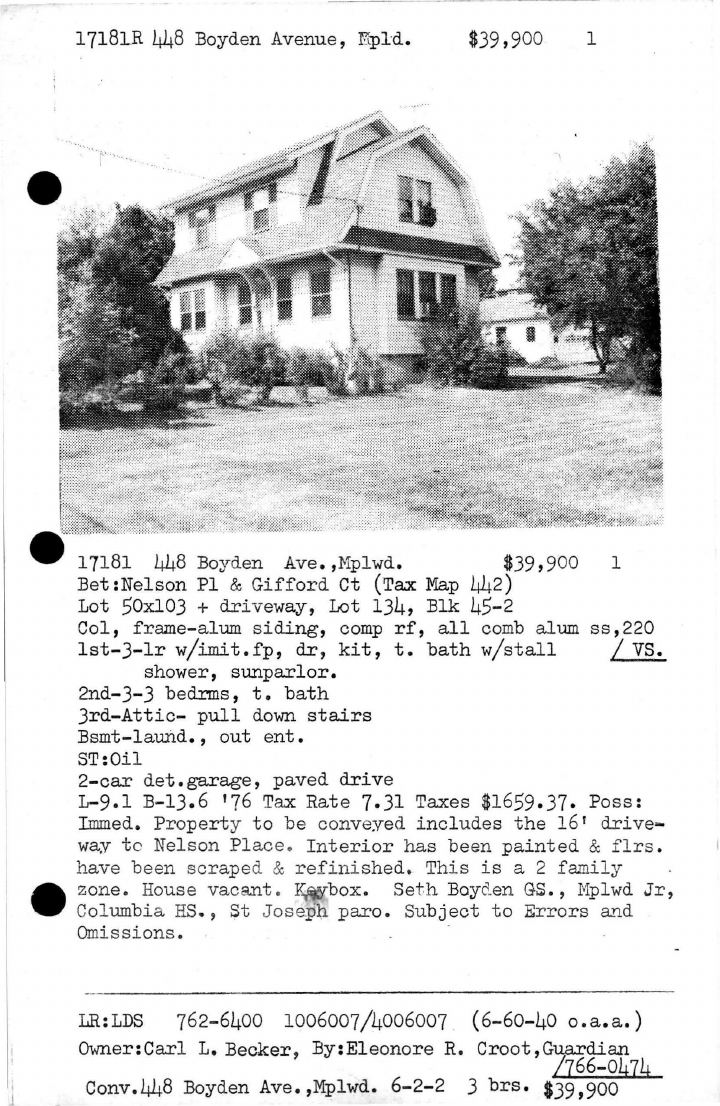 17181R 448 Boyden Avenue, Mpld. $39,900 1
17181 448 Boyden Ave.,Mplwd. $39,900 1
Bet:Nelson Pl & Gifford Ct (Tax Map 442)
Lot 50x103 + driveway, Lot 134, Blk 45-2
Col, frame-alum siding, comp rf, all comb alum ss,220
1st-3-lr w/imit.fp, dr, kit, t. bath w/stall / VS.
shower, sunparlor.
2nd-3-3 bedrms, t. bath
3rd-Attic- pull down stairs
Bsmt-laund., out ent.
ST:Oil
2-car det.garage, paved drive
L-9.1 B-13.6 '76 Tax Rate 7.31 Taxes $1659.37. Poss:
Immed. Property to be conveyed includes the 16' drive-
way to Nelson Place. Interior has been painted & flrs.
have been scraped & refinished. This is a 2 family
zone. House vacant. Keybox. Seth Boyden GS., Mplwd Jr,
Columbia HS., St Joseph paro. Subject to Errors and
Omissions.
LR:LDS 762-6400 1006007/4006007 (6-60-40 o.a.a.)
Owner:Carl L. Becker, By:Eleonore R. Croot,Guardian
/766-0474
Conv.448 Boyden Ave.,Mplwd. 6-2-2 3 brs. $39,900